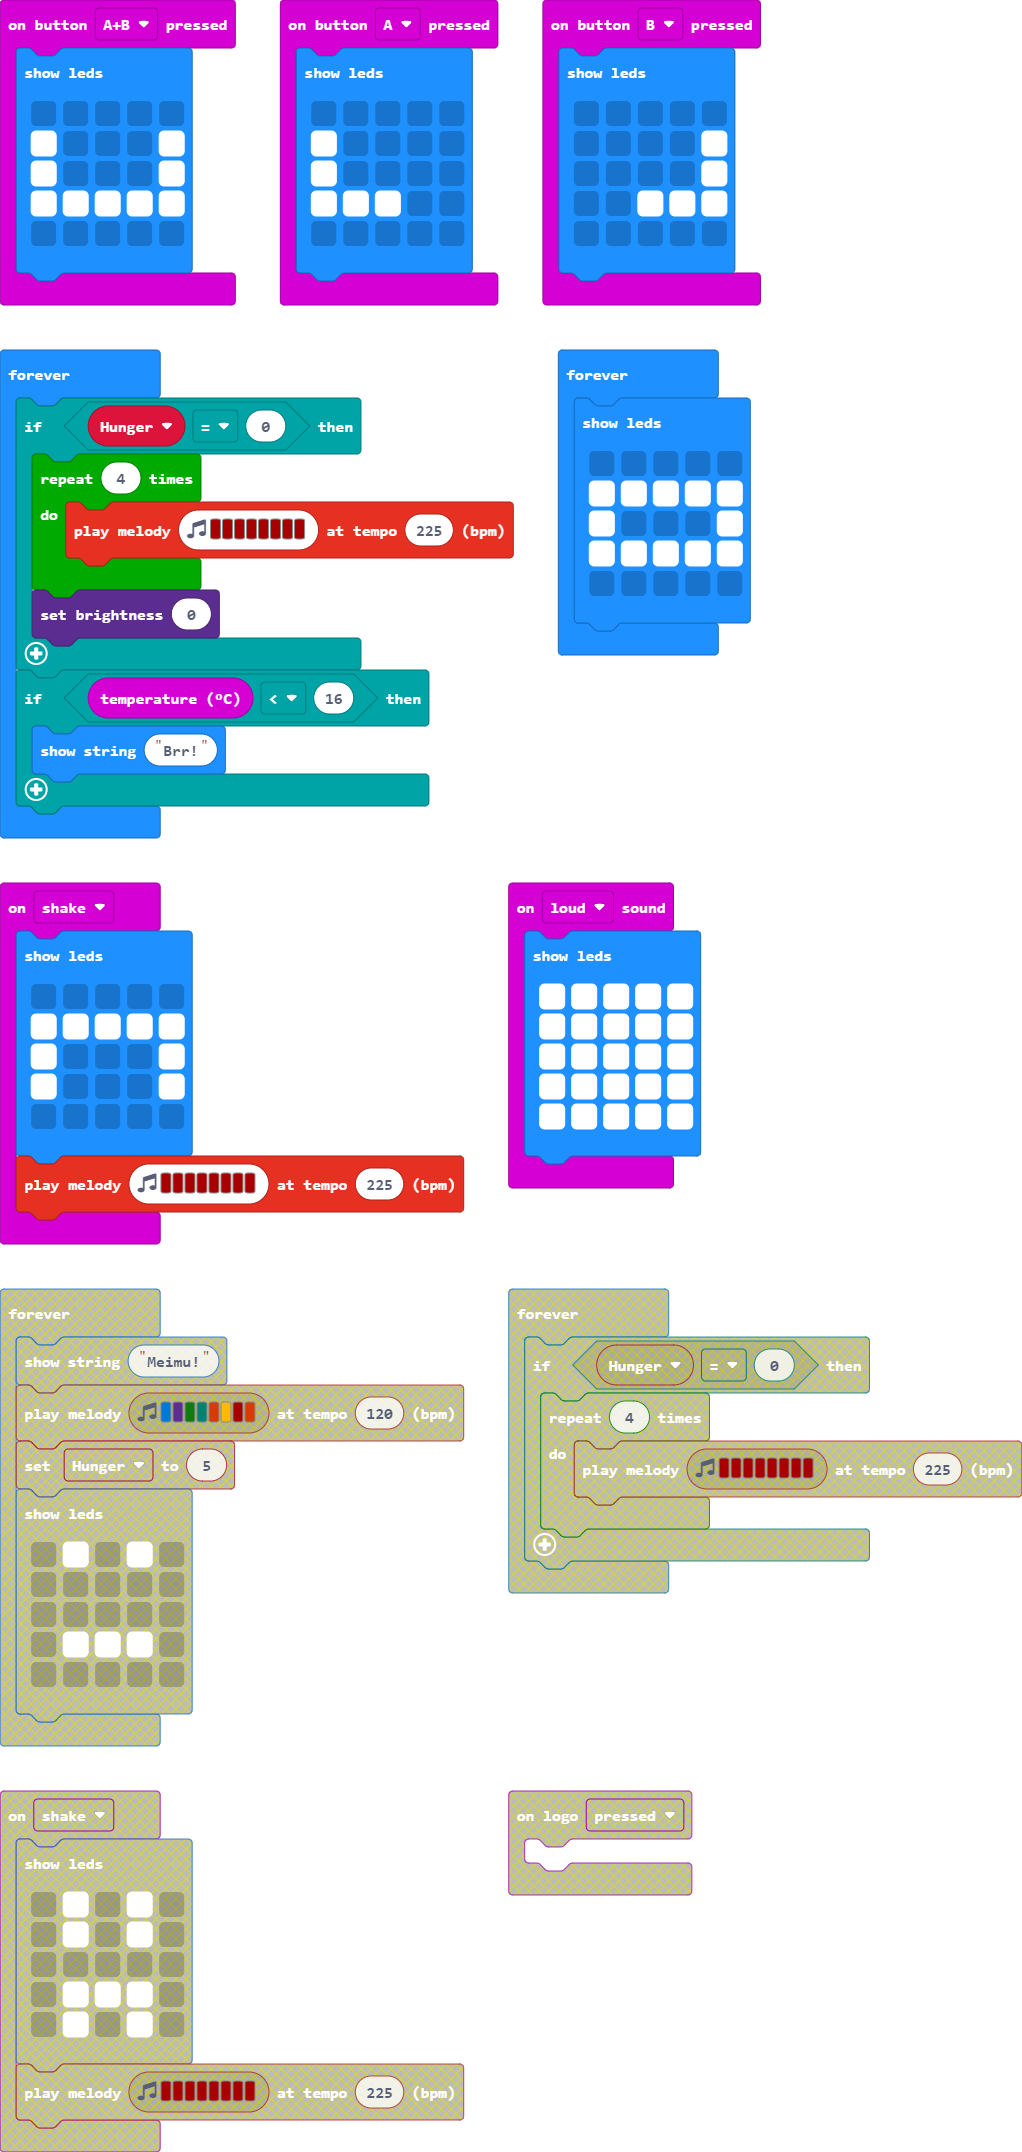 on button A+B pressed
show leds
on button A pressed
show leds
on button B pressed
show leds
forever
if Hunger = 0 then
repeat 4 times
do
play melody at tempo 225 (bpm)
set brightness 0
if temperature (ºC) < 16 then
show string "Brr!"
forever
show leds
on shake
show leds
play melody at tempo 225 (bpm)
on loud sound
show leds
forever
show string "Meimu!"
play melody at tempo 120 (bpm)
set Hunger to 5
show leds
forever
if Hunger = 0 then
repeat 4 times
do
play melody at tempo 225 (bpm)
on shake
show leds
play melody at tempo 225 (bpm)
on logo pressed